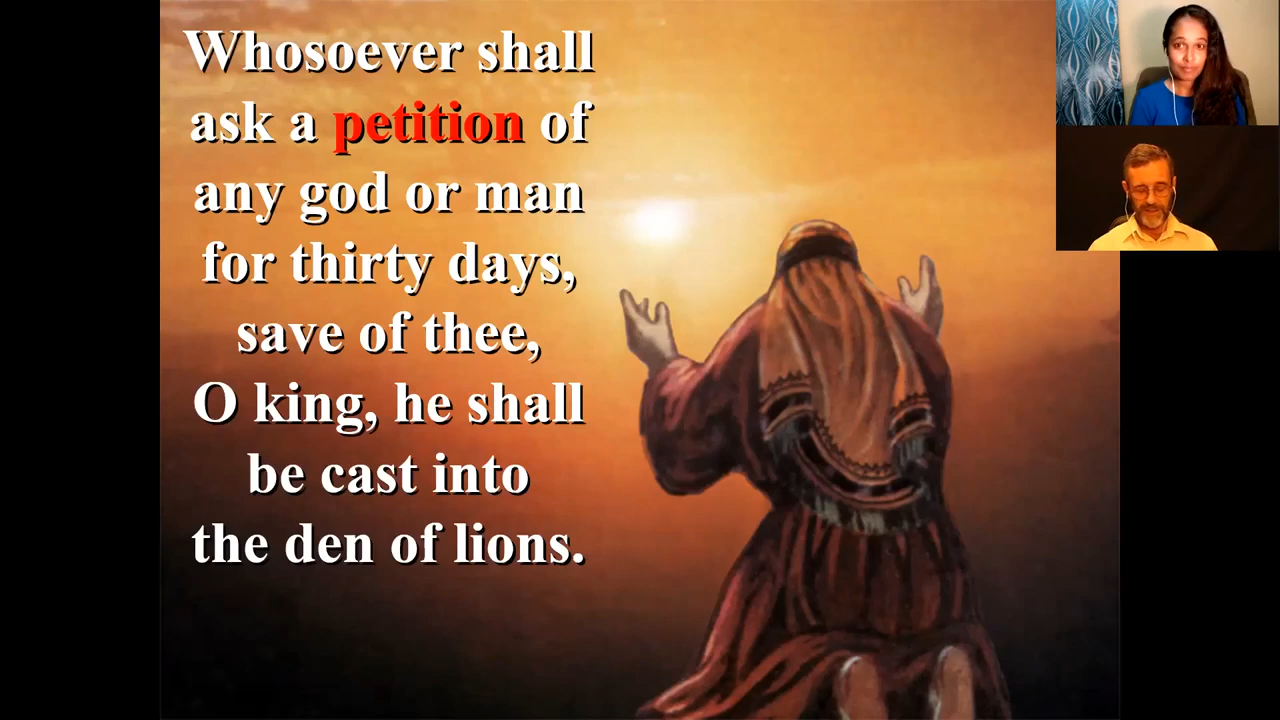 Whosoever shall
ask a petition of
any god or man
for thirty days,
save of thee,
O king, he shall
be cast into
the den of lions.